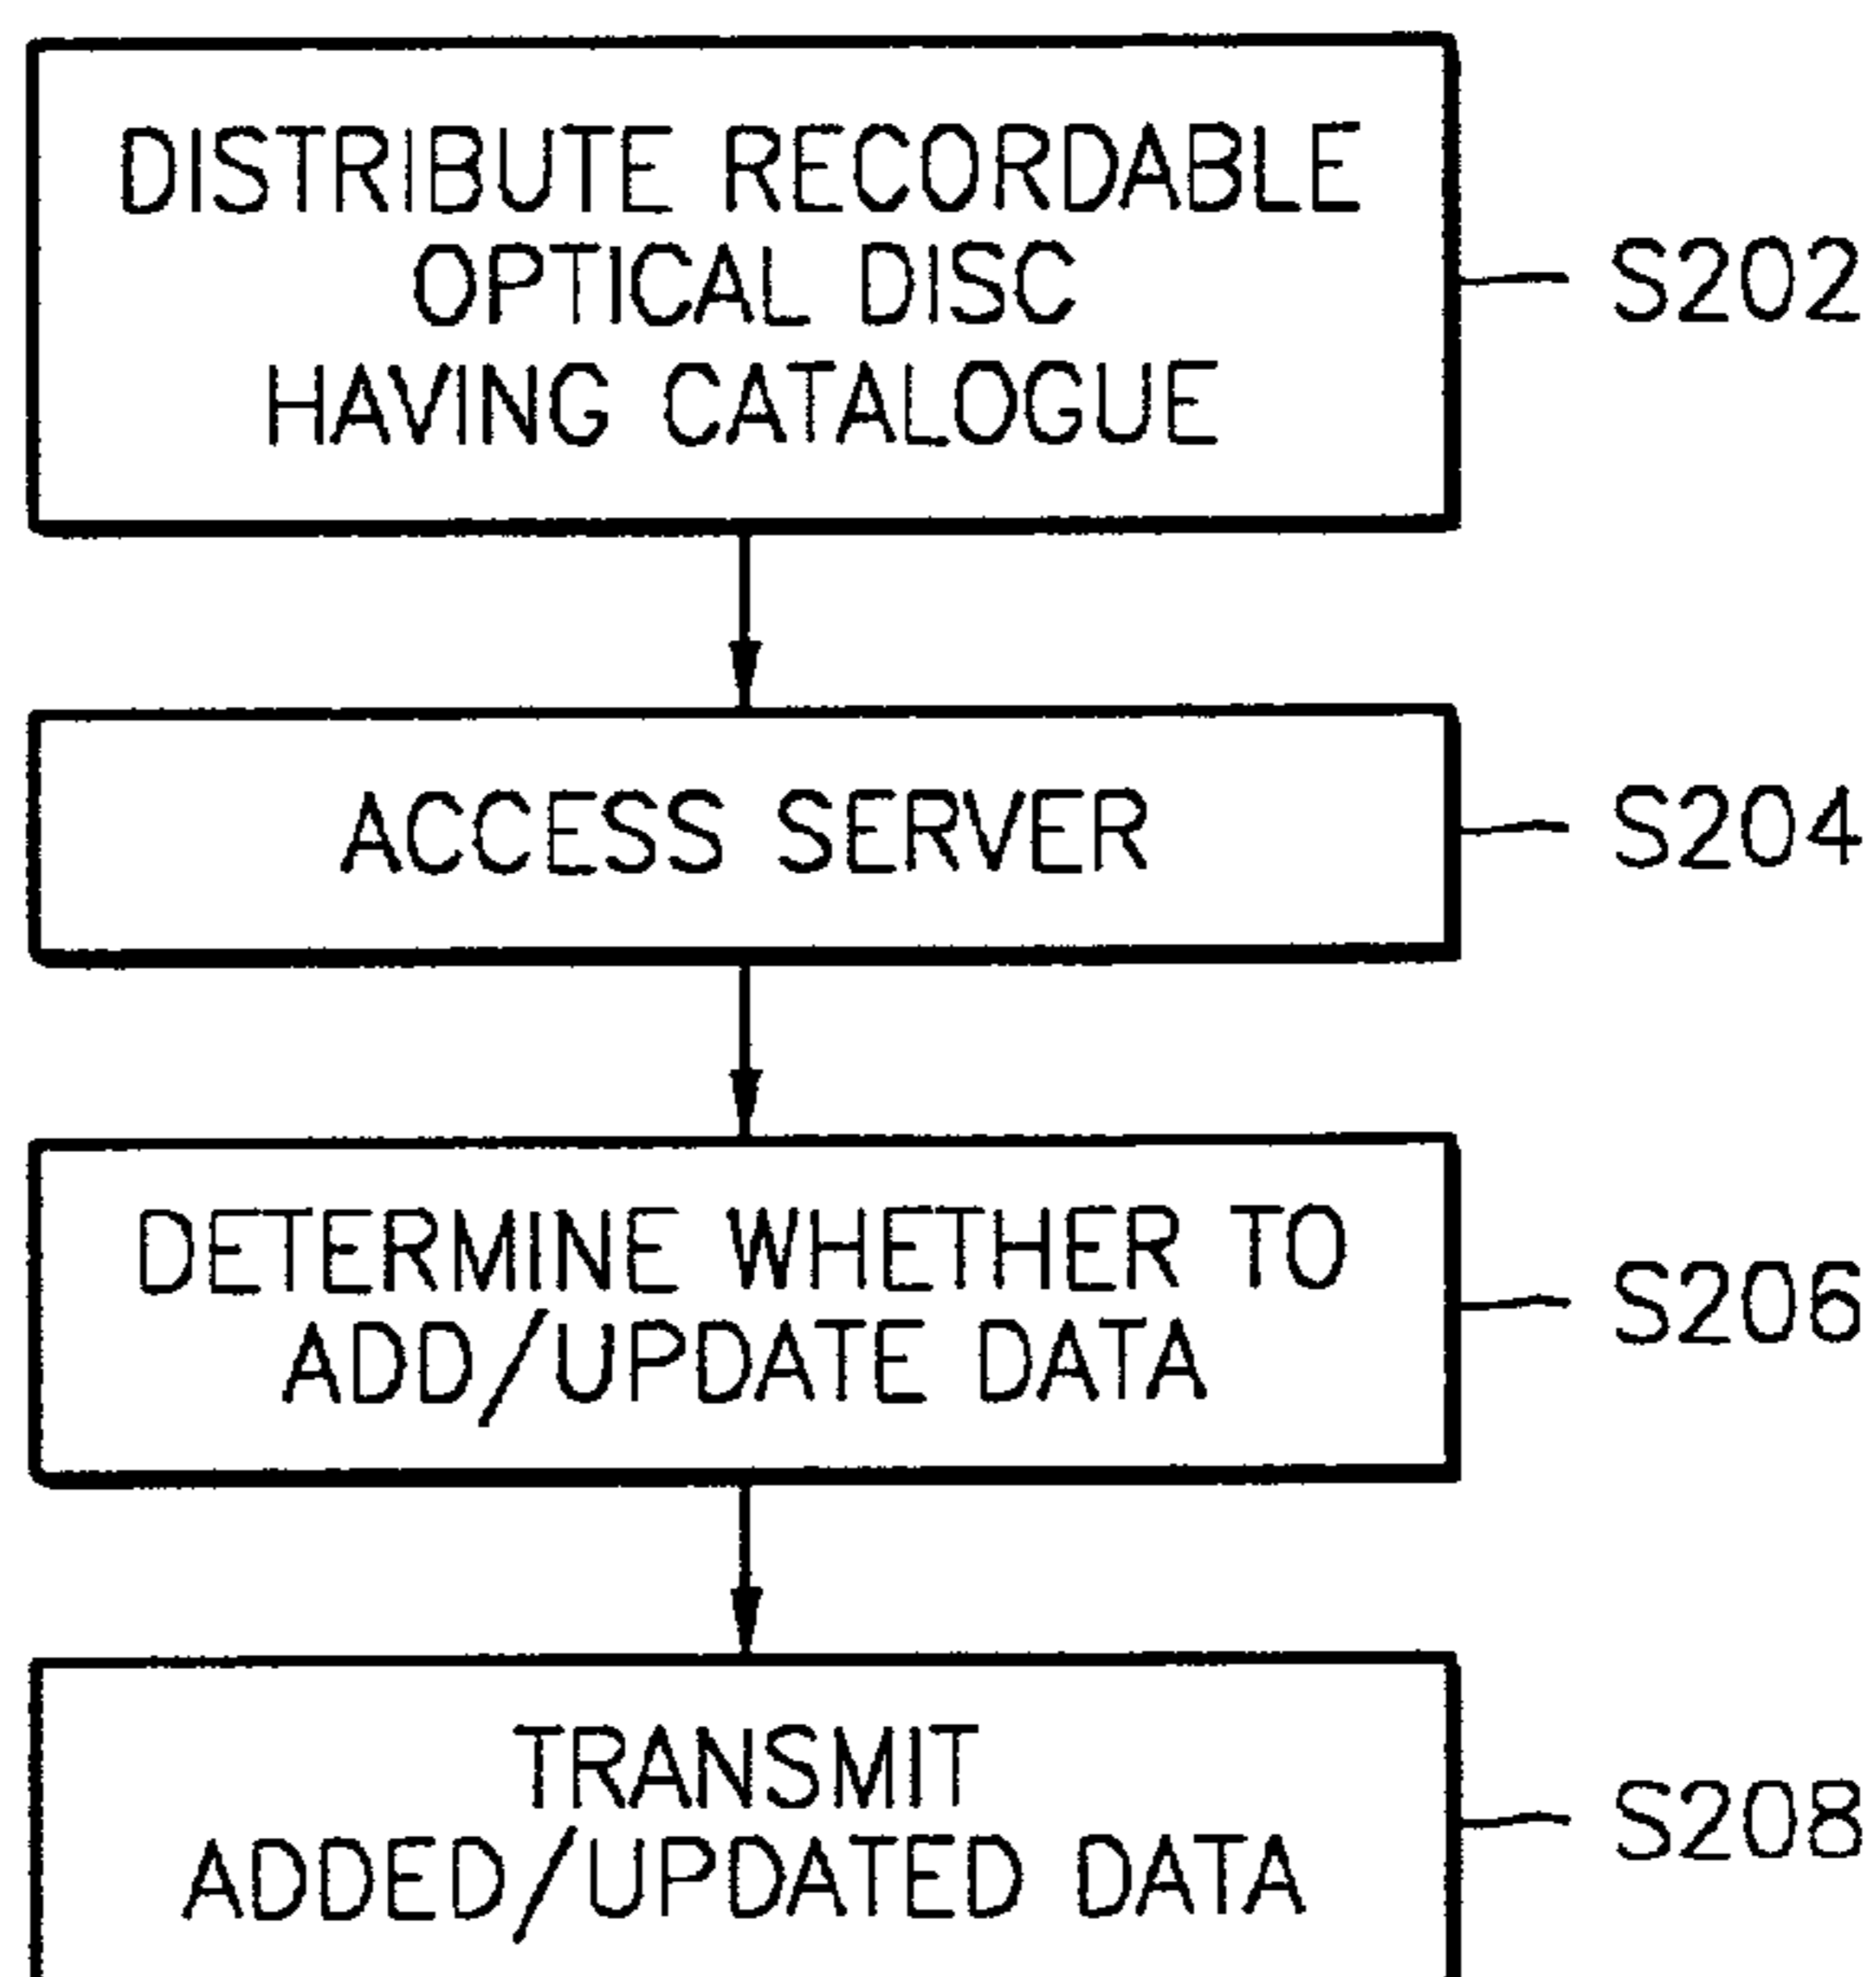 DISTRIBUTE RECORDABLE
OPTICAL DISC
HAVING CATALOGUE
S202
ACCESS SERVER
S204
DETERMINE WHETHER TO
ADD/UPDATE DATA
S206
TRANSMIT
ADDED/UPDATED DATA
S208